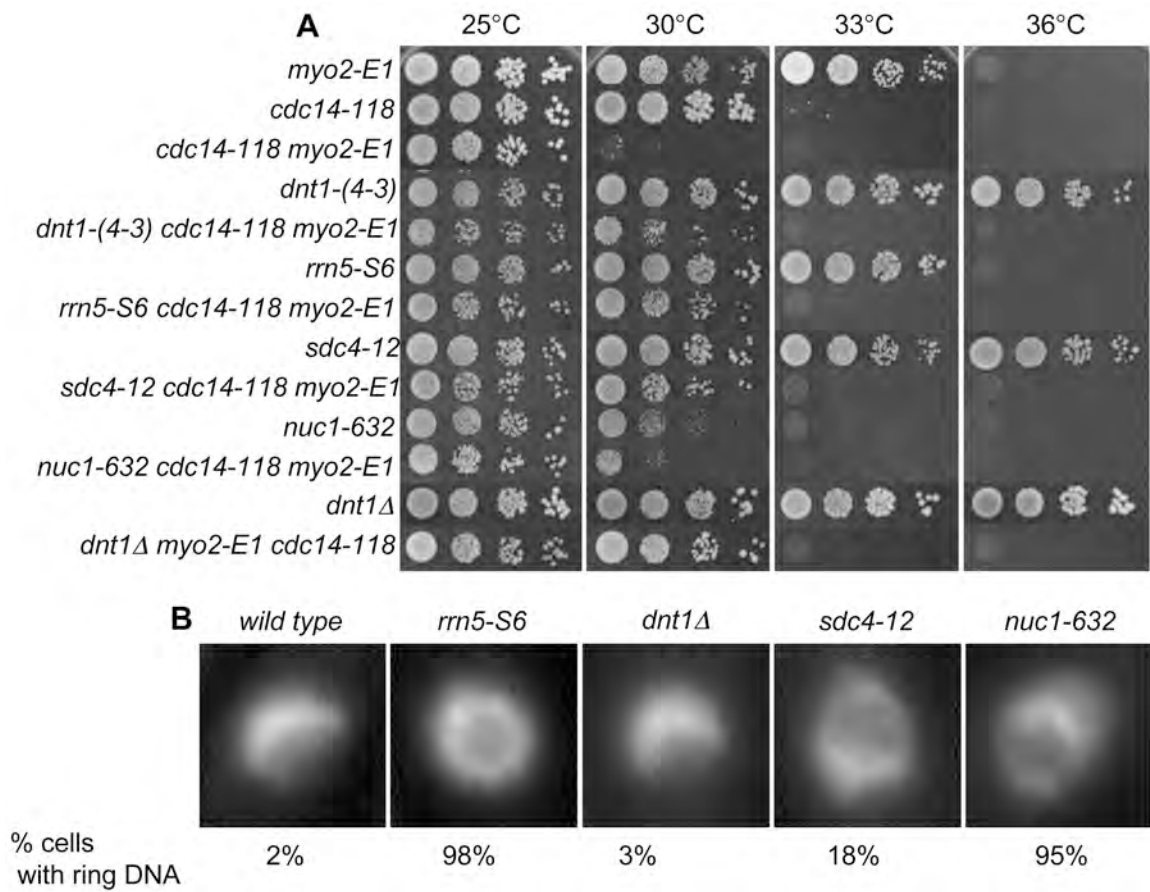 A
25°C 30°C 33°C 36°C
myo2-E1
cdc14-118
cdc14-118 myo2-E1
dnt1-(4-3)
dnt1-(4-3) cdc14-118 myo2-E1
rrn5-S6
rrn5-S6 cdc14-118 myo2-E1
sdc4-12
sdc4-12 cdc14-118 myo2-E1
nuc1-632
nuc1-632 cdc14-118 myo2-E1
dnt1Δ
dnt1Δ myo2-E1 cdc14-118
B
wild type rrn5-S6 dnt1Δ sdc4-12 nuc1-632
% cells
with ring DNA
2% 98% 3% 18% 95%